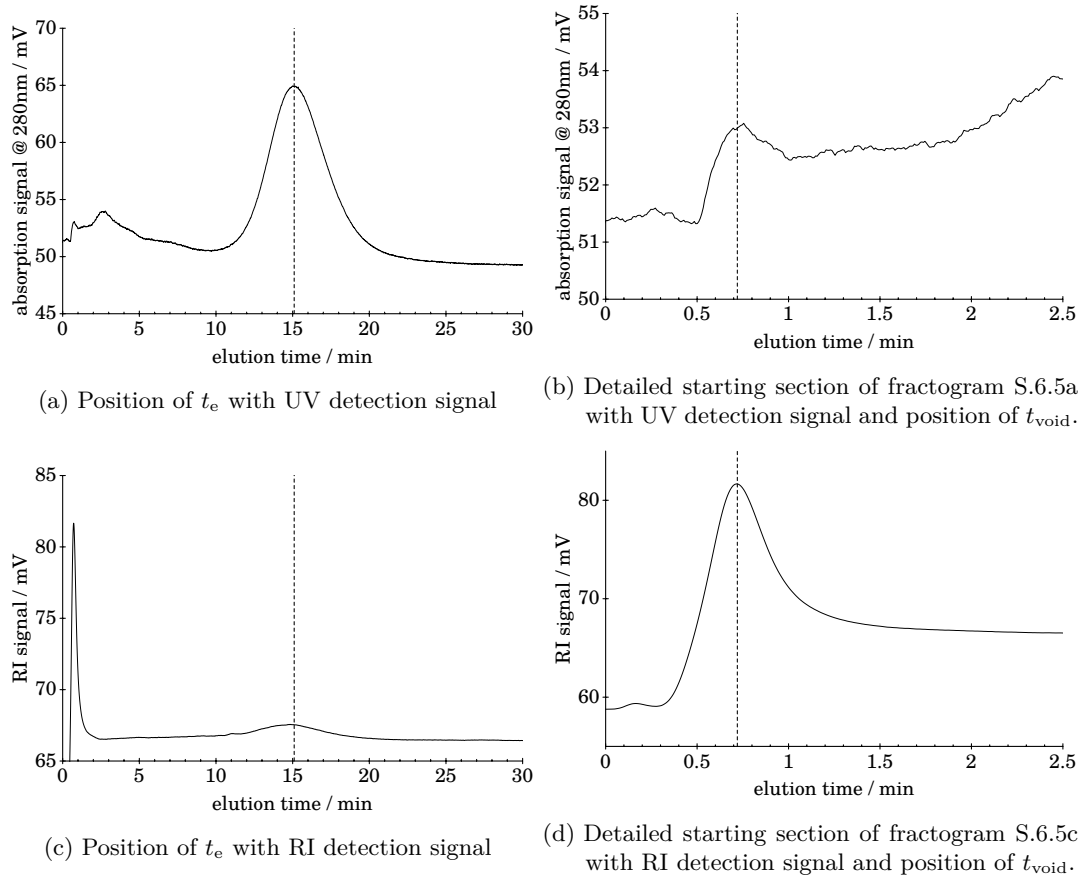 70
65
60
55
50
45
absorption signal @ 280nm / mV
0 5 10 15 20 25 30
elution time / min
(a) Position of te with UV detection signal
55
54
53
52
51
50
absorption signal @ 280nm / mV
0 0.5 1 1.5 2 2.5
elution time / min
(b) Detailed starting section of fractogram S.6.5a
with UV detection signal and position of tvoid.
85
80
75
70
65
RI signal / mV
0 5 10 15 20 25 30
elution time / min
(c) Position of te with RI detection signal
80
70
60
RI signal / mV
0 0.5 1 1.5 2 2.5
elution time / min
(d) Detailed starting section of fractogram S.6.5c
with RI detection signal and position of tvoid.